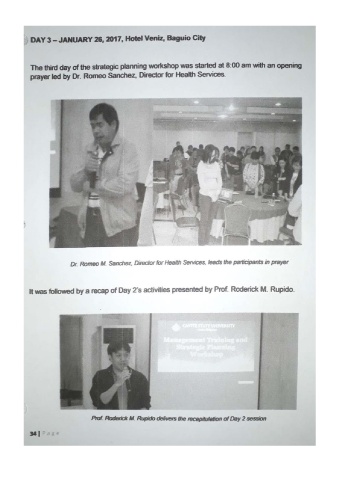 DAY 3 – JANUARY 26, 2017, Hotel Veniz, Baguio City
The third day of the strategic planning workshop was started at 8:00 am with an opening
prayer led by Dr. Romeo Sanchez, Director for Health Services.
Dr. Romeo M. Sanchez, Director for Health Services, leads the participants in prayer
It was followed by a recap of Day 2's activities presented by Prof. Roderick M. Rupido.
Management Training and
Strategic Planning
Workshop
Prof. Roderick M. Rupido delivers the recapitulation of Day 2 session
34 | Page